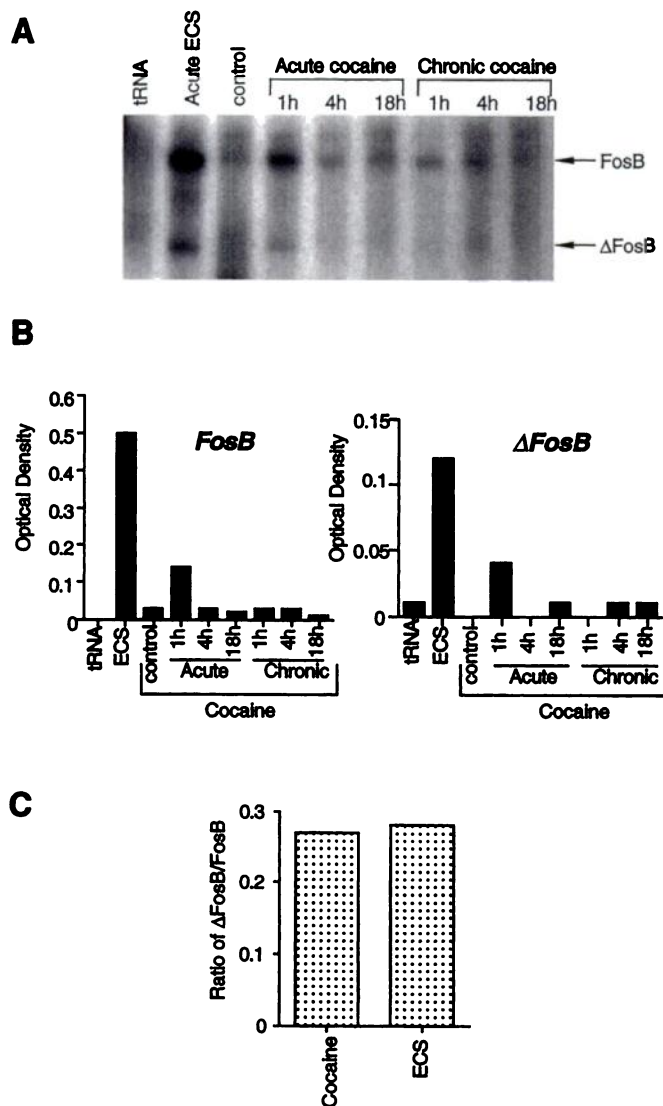 A
tRNA
Acute ECS
control
Acute cocaine
1h 4h 18h
Chronic cocaine
1h 4h 18h
FosB
ΔFosB
B
Optical Density
0.6
0.5
0.4
0.3
0.2
0.1
0
FosB
tRNA
ECS
control
1h
4h
18h
1h
4h
18h
Acute
Chronic
Cocaine
Optical Density
0.15
0.1
0.05
0
ΔFosB
tRNA
ECS
control
1h
4h
18h
1h
4h
18h
Acute
Chronic
Cocaine
C
Ratio of ΔFosB/FosB
0.3
0.2
0.1
0
Cocaine
ECS